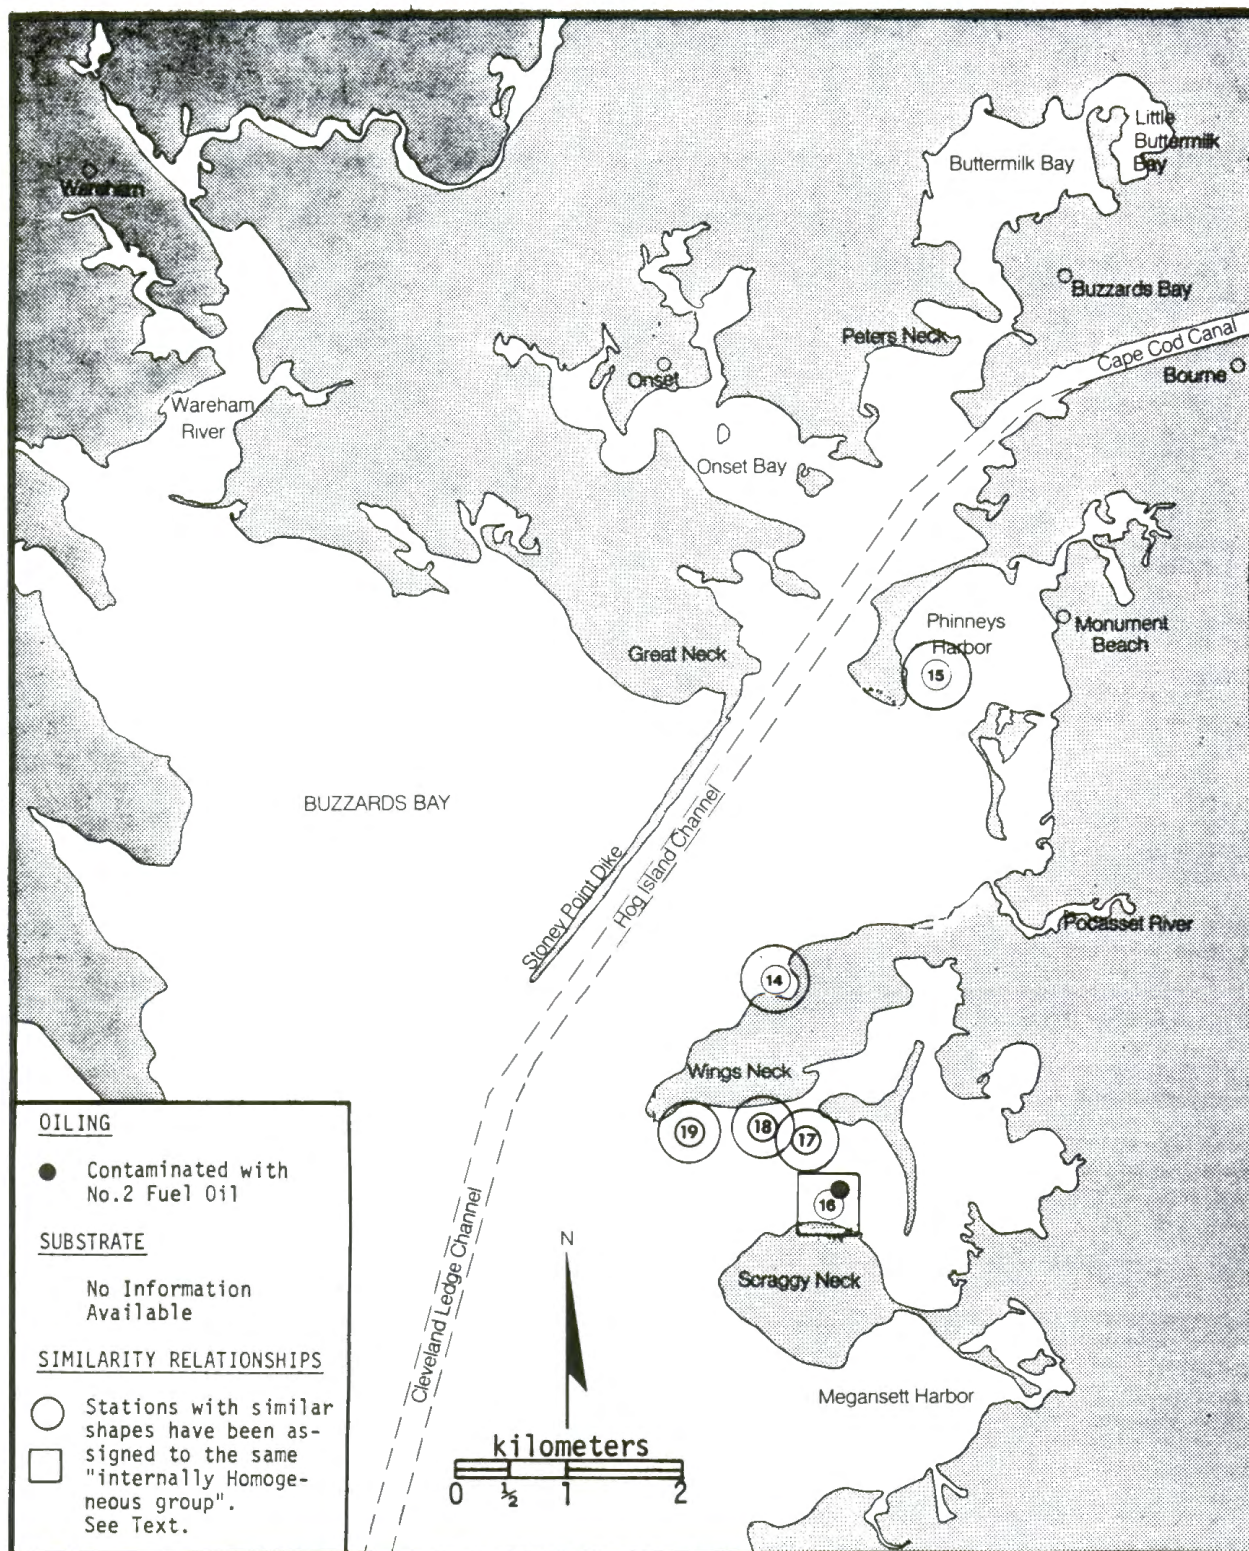 Little
Buttermilk
Bay
Buttermilk Bay
Wareham
Buzzards Bay
Peters Neck
Cape Cod Canal
Bourne
Onset
Wareham
River
Onset Bay
Phinneys
Harbor
Monument
Beach
Great Neck
15
BUZZARDS BAY
Stoney Point Dike
Hog Island Channel
Pocasset River
14
Wings Neck
19
18
17
16
Scraggy Neck
Cleveland Ledge Channel
Megansett Harbor
N
kilometers
0 ½ 1 2
OILING
Contaminated with
No.2 Fuel Oil
SUBSTRATE
No Information
Available
SIMILARITY RELATIONSHIPS
Stations with similar
shapes have been as-
signed to the same
"internally Homoge-
neous group".
See Text.